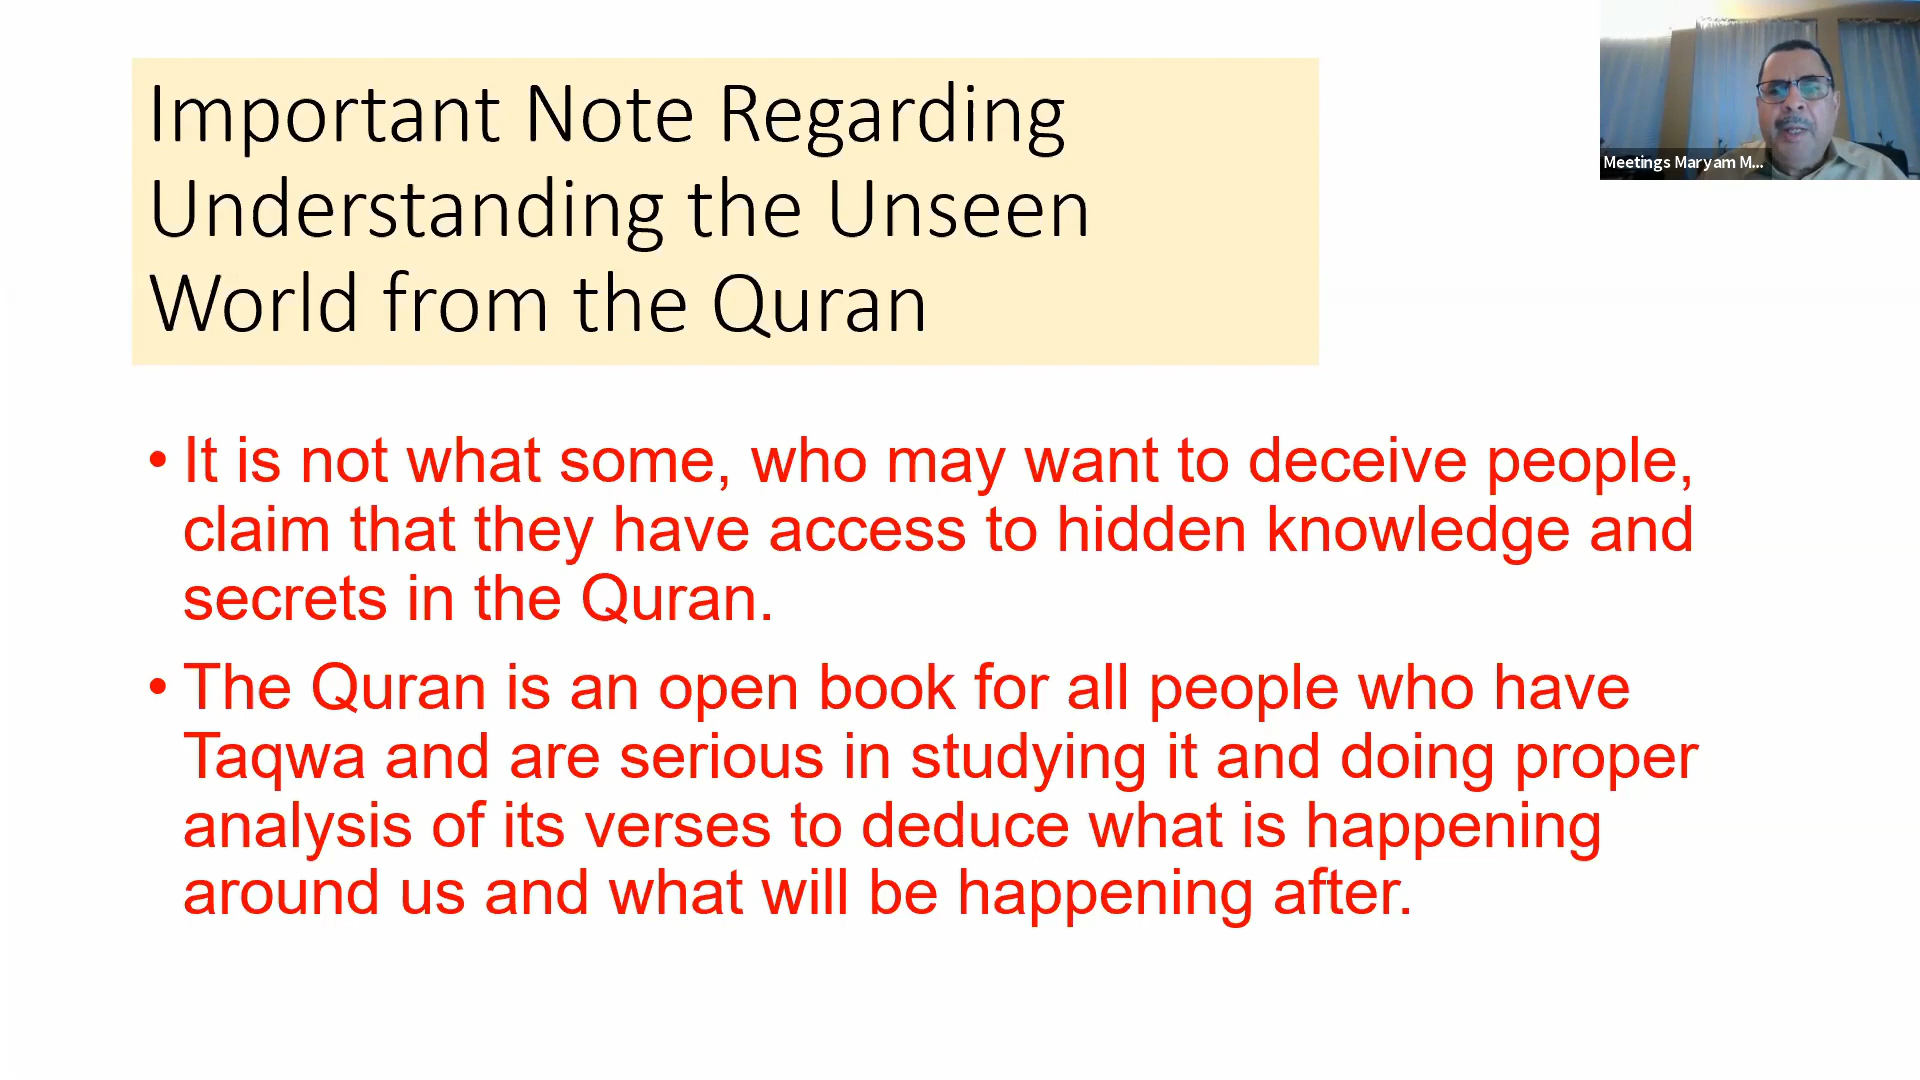 Important Note Regarding
Understanding the Unseen
World from the Quran
Meetings Maryam M...
• It is not what some, who may want to deceive people,
claim that they have access to hidden knowledge and
secrets in the Quran.
• The Quran is an open book for all people who have
Taqwa and are serious in studying it and doing proper
analysis of its verses to deduce what is happening
around us and what will be happening after.